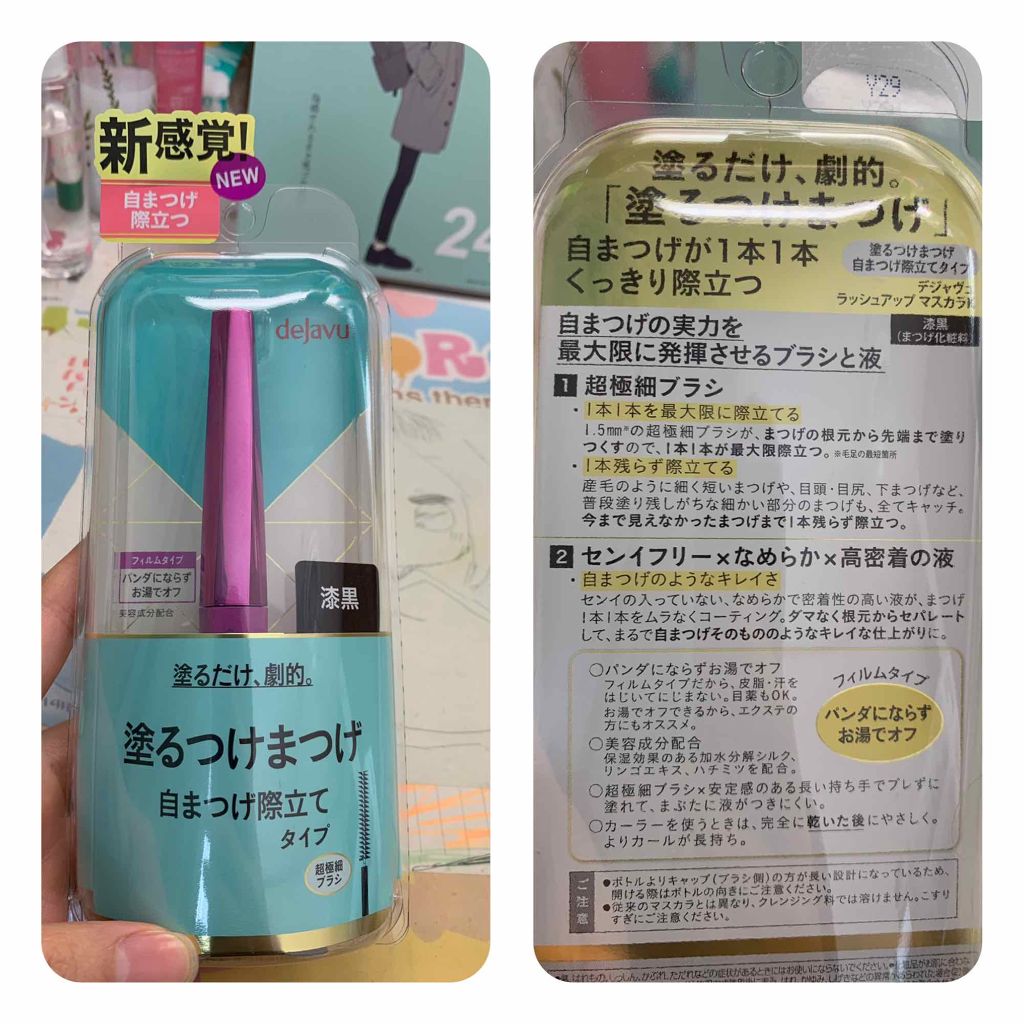 新感覚!
NEW
自まつげ
際立つ
24
dejavu
フィルムタイプ
パンダにならず
お湯でオフ
美容成分配合
漆黒
塗るだけ、劇的。
塗るつけまつげ
自まつげ際立て
タイプ
超極細
ブラシ
Y29
塗るだけ、劇的。
「塗るつけまつげ」
自まつげが1本1本
くっきり際立つ
塗るつけまつげ
自まつげ際立てタイプ
デジャヴュ
ラッシュアップ マスカラ
漆黒
(まつげ化粧料)
自まつげの実力を
最大限に発揮させるブラシと液
1 超極細ブラシ
・1本1本を最大限に際立てる
1.5mm※の超極細ブラシが、まつげの根元から先端まで塗り
つくすので、1本1本が最大限際立つ。※毛足の最短箇所
・1本残らず際立てる
産毛のように細く短いまつげや、目頭・目尻、下まつげなど、
普段塗り残しがちな細かい部分のまつげも、全てキャッチ。
今まで見えなかったまつげまで1本残らず際立つ。
2 センイフリー×なめらか×高密着の液
・自まつげのようなキレイさ
センイの入っていない、なめらかで密着性の高い液が、まつげ
1本1本をムラなくコーティング。ダマなく根元からセパレート
して、まるで自まつげそのもののようなキレイな仕上がりに。
○パンダにならずお湯でオフ
フィルムタイプだから、皮脂・汗を
はじいてにじまない。目薬もOK。
お湯でオフできるから、エクステの
方にもオススメ。
フィルムタイプ
パンダにならず
お湯でオフ
○美容成分配合
保湿効果のある加水分解シルク、
リンゴエキス、ハチミツを配合。
○超極細ブラシ×安定感のある長い持ち手でブレずに
塗れて、まぶたに液がつきにくい。
○カーラーを使うときは、完全に乾いた後にやさしく。
よりカールが長持ち。
ご注意
●ボトルよりキャップ(ブラシ側)の方が長い設計になっているため、
開ける際はボトルの向きにご注意ください。
●従来のマスカラとは異なり、クレンジング料では溶けません。こすり
すぎにご注意ください。